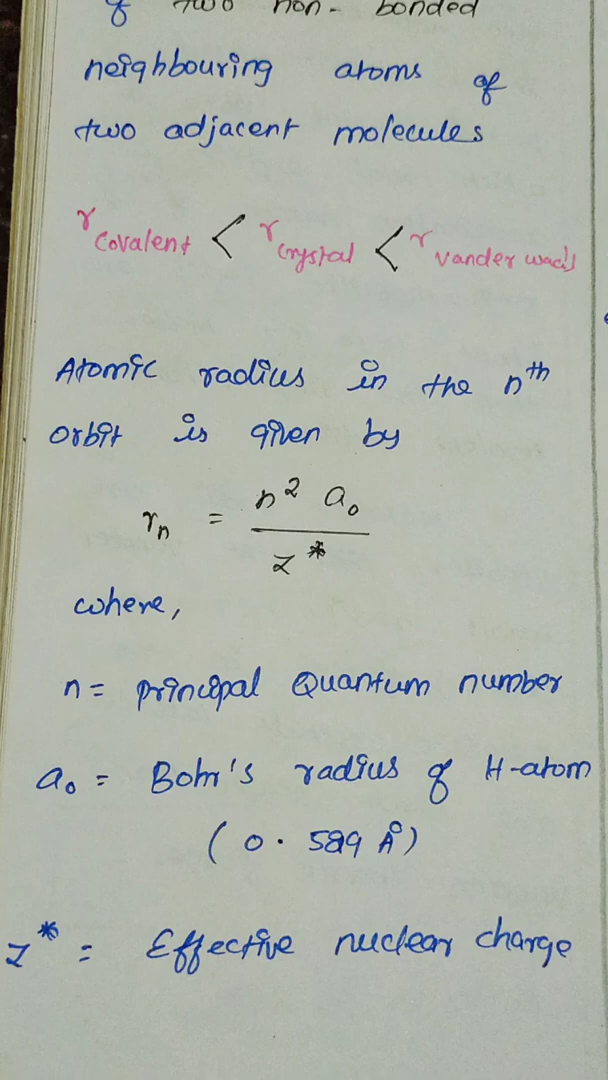 of two non-bonded
neighbouring atoms of
two adjacent molecules
r covalent < r crystal < r vander waal's
Atomic radius in the nth
orbit is given by
rn = n² a₀ / z*
where,
n = principal Quantum number
a₀ = Bohr's radius of H-atom
(0.529 Å)
z* = Effective nuclear charge